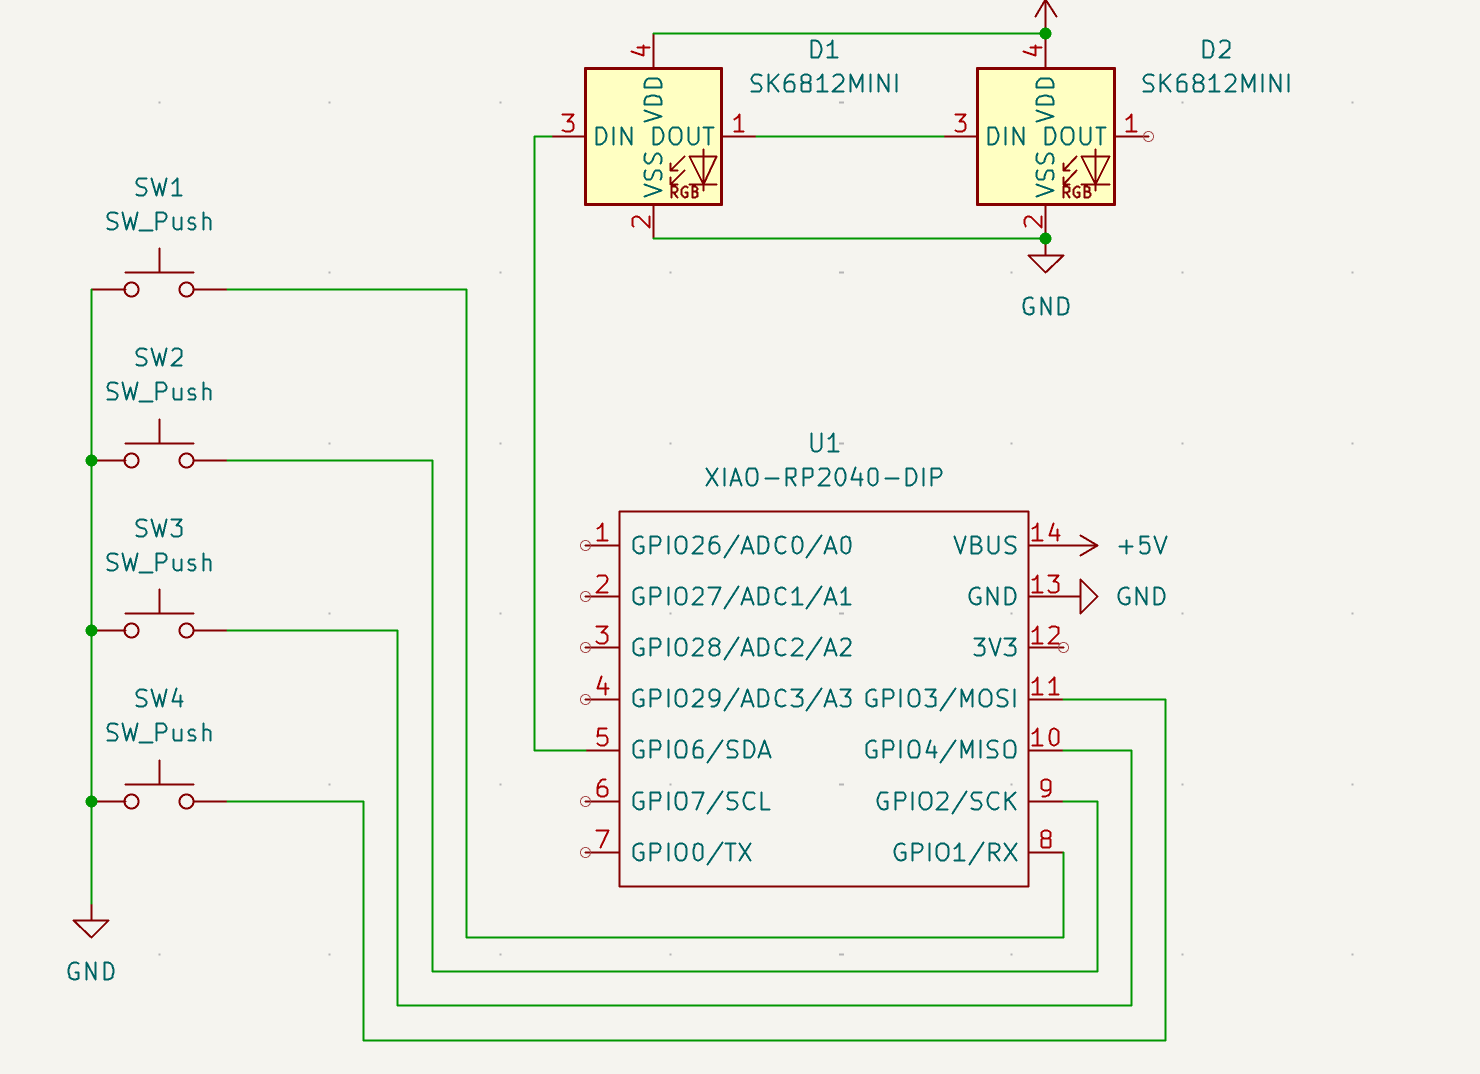 D1
SK6812MINI
4
VDD
3
DIN
DOUT
1
VSS
RGB
2
D2
SK6812MINI
4
VDD
3
DIN
DOUT
1
VSS
RGB
2
GND
SW1
SW_Push
SW2
SW_Push
SW3
SW_Push
SW4
SW_Push
GND
U1
XIAO-RP2040-DIP
1 GPIO26/ADC0/A0 VBUS 14 +5V
2 GPIO27/ADC1/A1 GND 13 GND
3 GPIO28/ADC2/A2 3V3 12
4 GPIO29/ADC3/A3 GPIO3/MOSI 11
5 GPIO6/SDA GPIO4/MISO 10
6 GPIO7/SCL GPIO2/SCK 9
7 GPIO0/TX GPIO1/RX 8